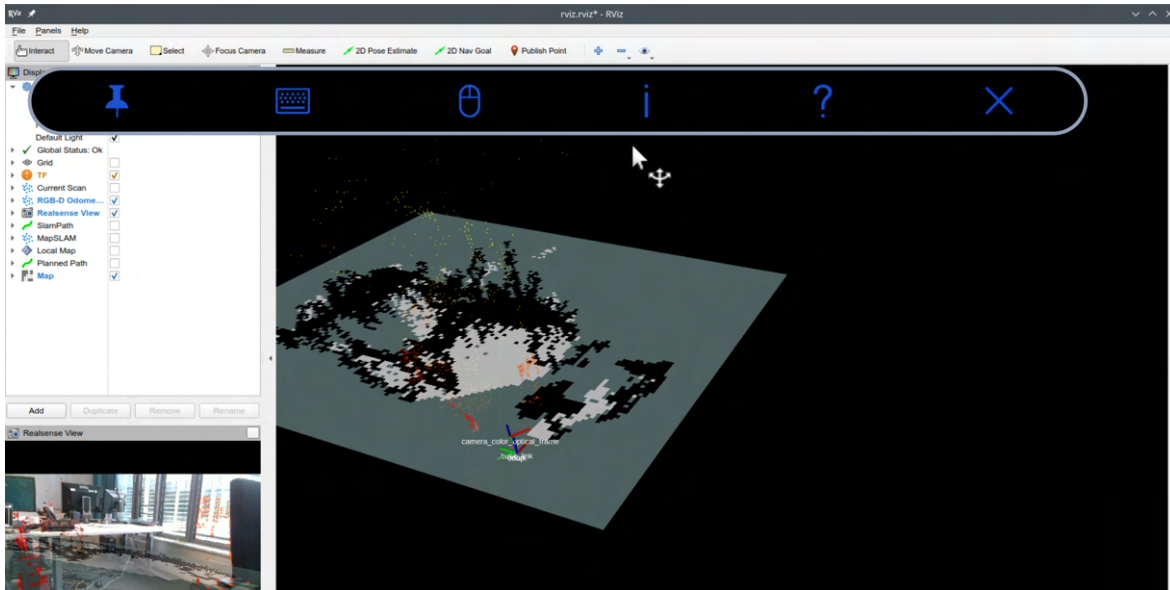 RViz
rviz.rviz* - RViz
File Panels Help
Interact Move Camera Select Focus Camera Measure 2D Pose Estimate 2D Nav Goal Publish Point
i ?
Default Light
Global Status: Ok
Grid
TF
Current Scan
RGB-D Odome...
Realsense View
SlamPath
MapSLAM
Local Map
Planned Path
Map
Add Duplicate Remove Rename
Realsense View
camera_color_optical_frame